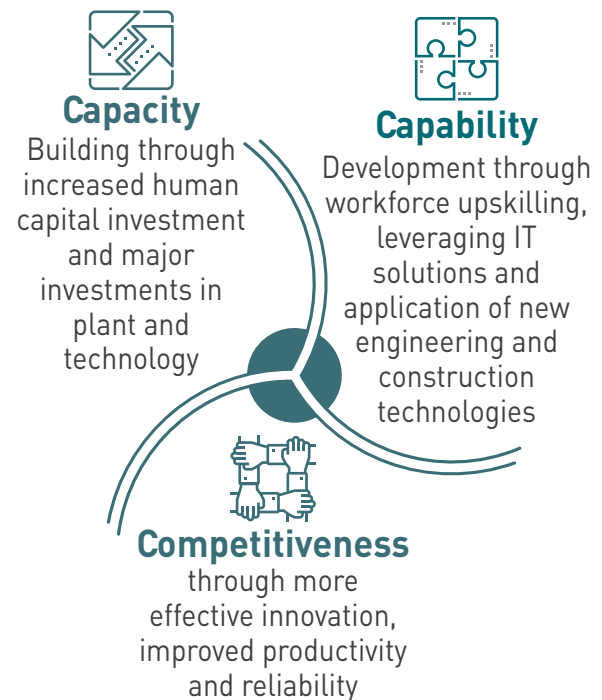 Capacity
Building through
increased human
capital investment
and major
investments in
plant and
technology
Capability
Development through
workforce upskilling,
leveraging IT
solutions and
application of new
engineering and
construction
technologies
Competitiveness
through more
effective innovation,
improved productivity
and reliability